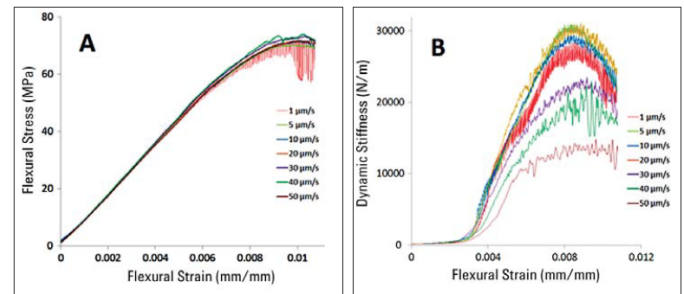 A
Flexural Stress (MPa)
80
60
40
20
0
0
0.002
0.004
0.006
0.008
0.01
Flexural Strain (mm/mm)
1 µm/s
5 µm/s
10 µm/s
20 µm/s
30 µm/s
40 µm/s
50 µm/s
B
Dynamic Stiffness (N/m)
30000
20000
10000
0
0
0.004
0.008
0.012
Flexural Strain (mm/mm)
1 µm/s
5 µm/s
10 µm/s
20 µm/s
30 µm/s
40 µm/s
50 µm/s